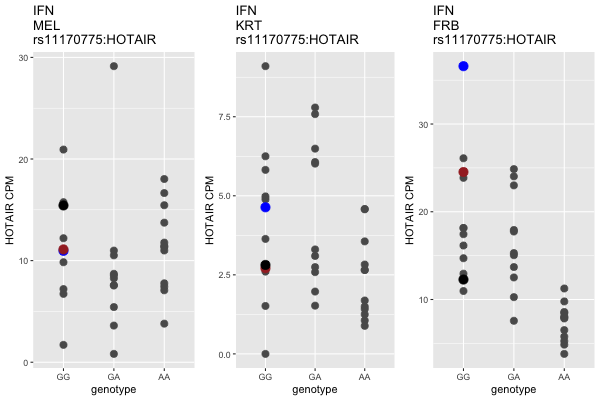 IFN
MEL
rs11170775:HOTAIR
30
20
10
0
HOTAIR CPM
GG GA AA
genotype
IFN
KRT
rs11170775:HOTAIR
7.5
5.0
2.5
0.0
HOTAIR CPM
GG GA AA
genotype
IFN
FRB
rs11170775:HOTAIR
30
20
10
HOTAIR CPM
GG GA AA
genotype